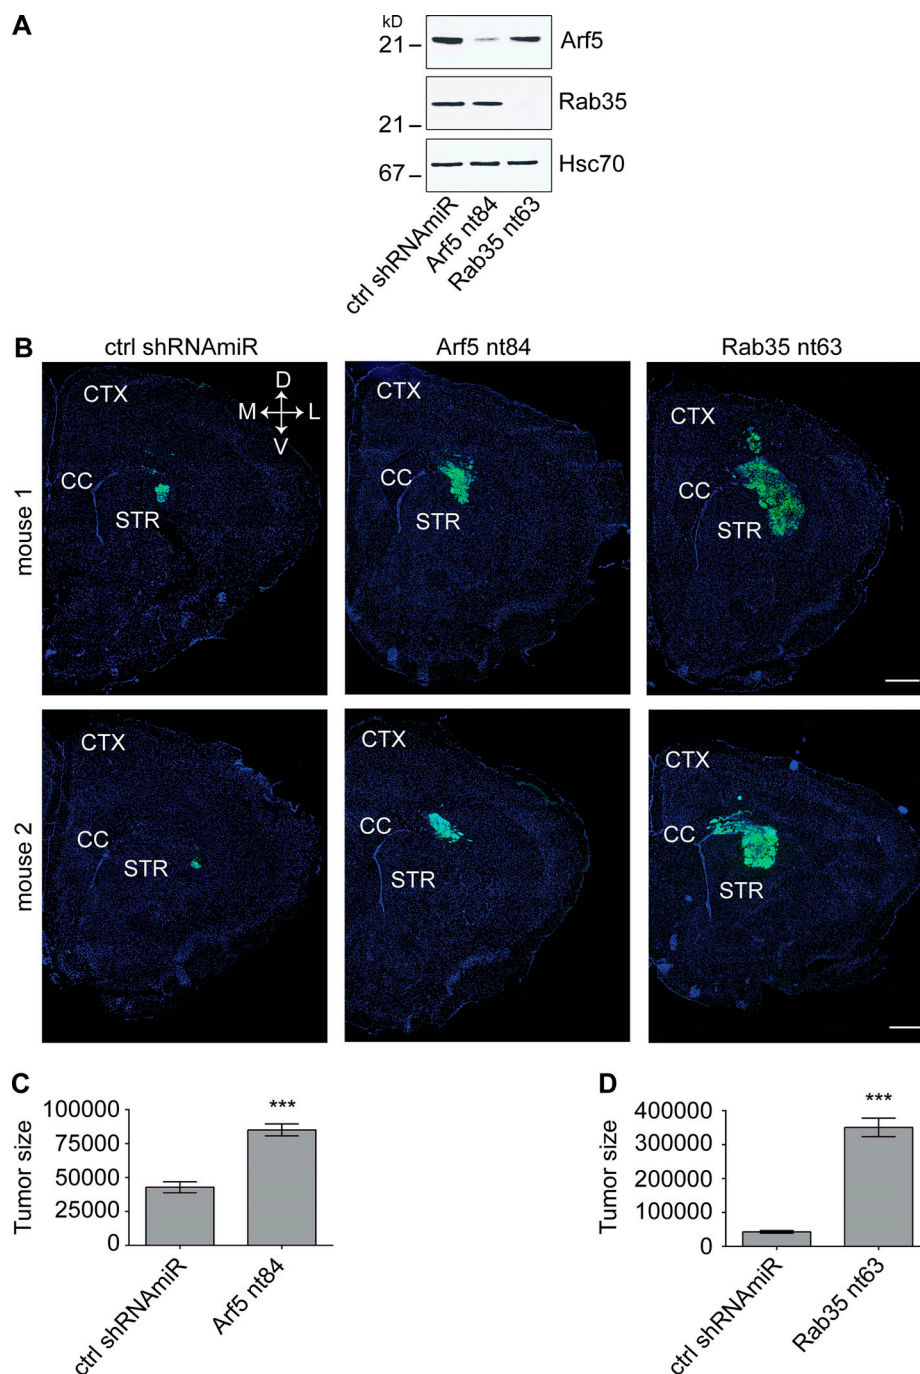 A
kD
21
Arf5
Rab35
21
67
Hsc70
ctrl shRNAmiR
Arf5 nt84
Rab35 nt63
B
ctrl shRNAmiR
Arf5 nt84
Rab35 nt63
mouse 1
CTX
D
M
L
V
CC
STR
CTX
CC
STR
CTX
CC
STR
mouse 2
CTX
CC
STR
CTX
CC
STR
CTX
CC
STR
C
Tumor size
100000
75000
50000
25000
0
***
ctrl shRNAmiR
Arf5 nt84
D
Tumor size
400000
300000
200000
100000
0
***
ctrl shRNAmiR
Rab35 nt63